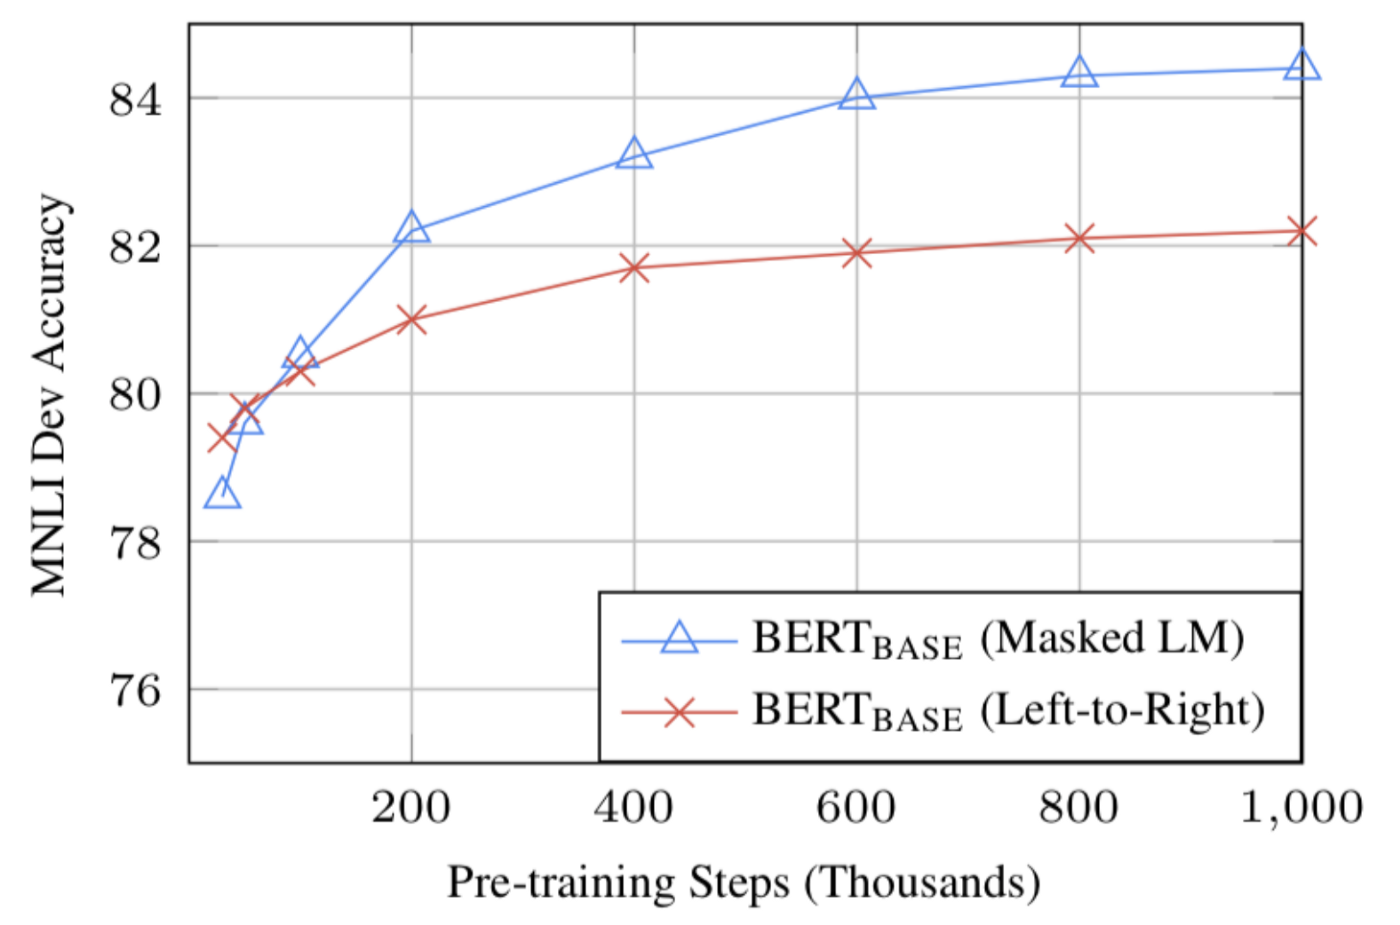 84
82
80
78
76
MNLI Dev Accuracy
BERTBASE (Masked LM)
BERTBASE (Left-to-Right)
200 400 600 800 1,000
Pre-training Steps (Thousands)